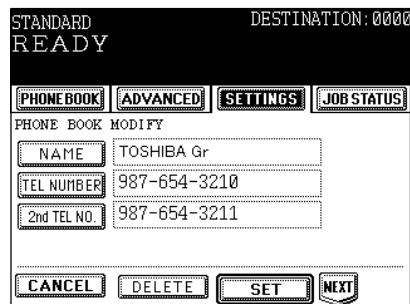 STANDARD DESTINATION:0000
READY
PHONE BOOK ADVANCED SETTINGS JOB STATUS
PHONE BOOK MODIFY
NAME TOSHIBA Gr
TEL NUMBER 987-654-3210
2nd TEL NO. 987-654-3211
CANCEL DELETE SET NEXT